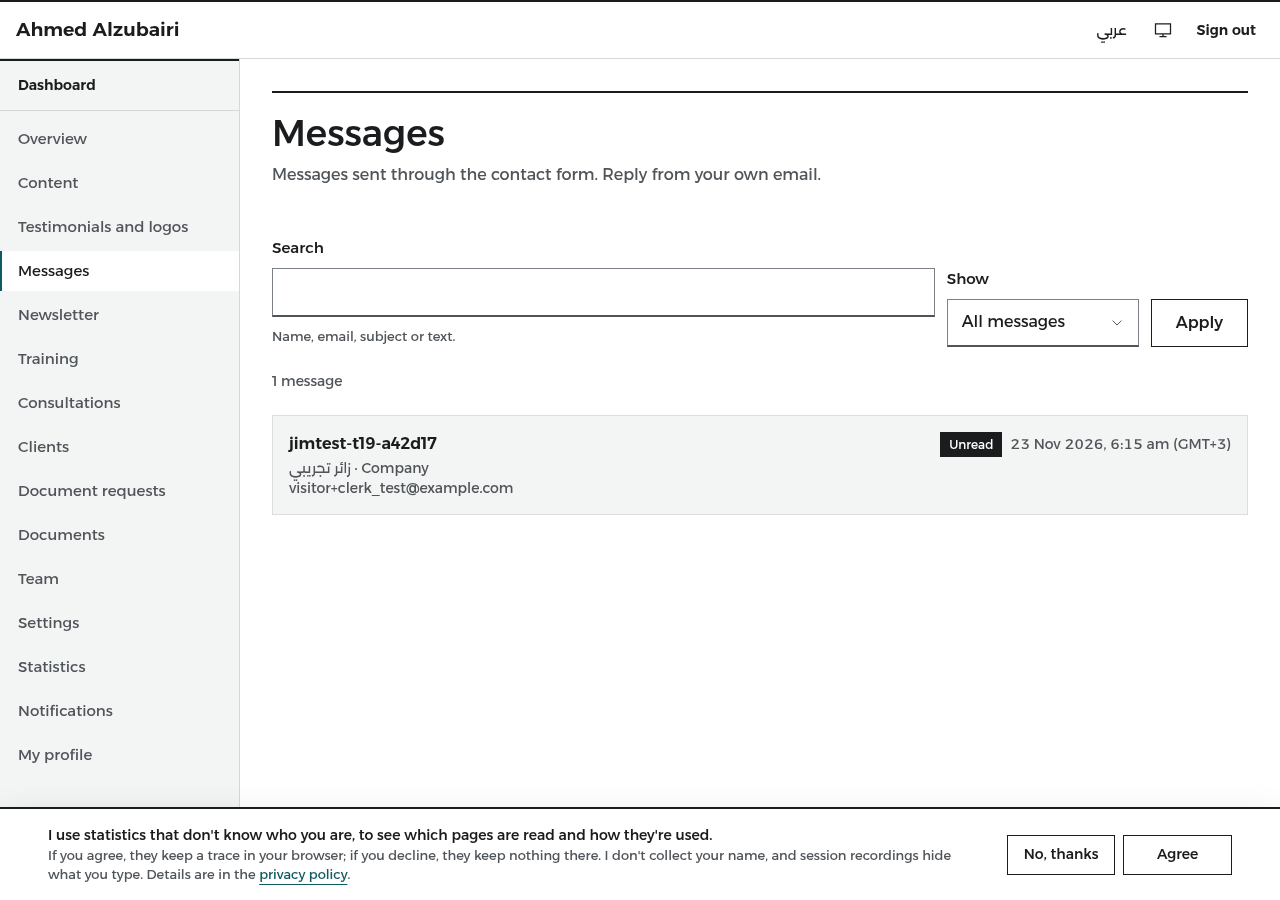 Ahmed Alzubairi
عربي
Sign out
Dashboard
Overview
Content
Testimonials and logos
Messages
Newsletter
Training
Consultations
Clients
Document requests
Documents
Team
Settings
Statistics
Notifications
My profile
Messages
Messages sent through the contact form. Reply from your own email.
Search
Name, email, subject or text.
Show
All messages
Apply
1 message
jimtest-t19-a42d17
Unread 23 Nov 2026, 6:15 am (GMT+3)
زائر تجريبي · Company
visitor+clerk_test@example.com
I use statistics that don't know who you are, to see which pages are read and how they're used.
If you agree, they keep a trace in your browser; if you decline, they keep nothing there. I don't collect your name, and session recordings hide
what you type. Details are in the privacy policy.
No, thanks
Agree